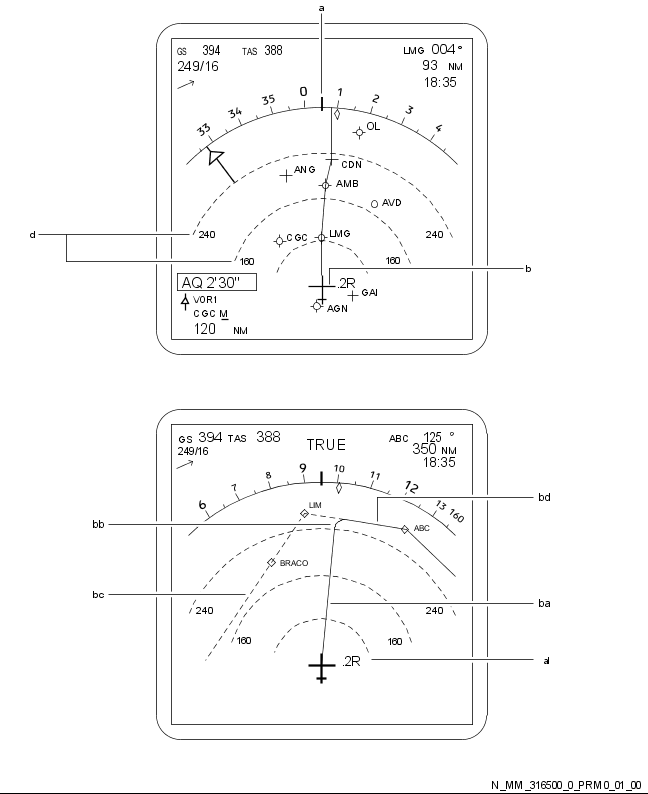 a
GS 394 TAS 388 LMG 004°
249/16 93 NM
18:35
33 34 35 0 1 2 3 4
OL
CDN
ANG
AMB
AVD
d
240 CGC LMG 240
160 160
b
AQ 2'30" .2R
VOR1 GAI
CGC M AGN
120 NM
GS 394 TAS 388 TRUE ABC 125 °
249/16 350 NM
18:35
6 7 8 9 10 11 12 13 160
bd
LIM
bb ABC
BRACO
bc
240 240 ba
160 160
.2R al
N_MM_316500_0_PRM0_01_00